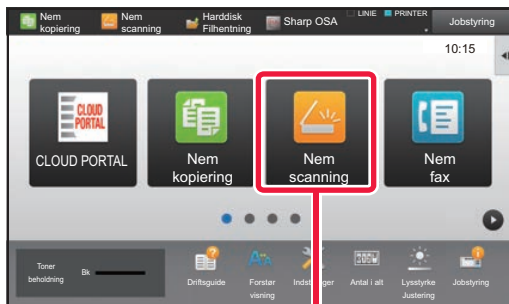 Nem
kopiering
Nem
scanning
Harddisk
Filhentning
Sharp OSA
LINIE
PRINTER
Jobstyring
10:15
CLOUD
PORTAL
CLOUD PORTAL
Nem
kopiering
Nem
scanning
Nem
fax
Toner
beholdning
Bk
Driftsguide
Forstør
visning
Indstillinger
Antal i alt
Lysstyrke
Justering
Jobstyring